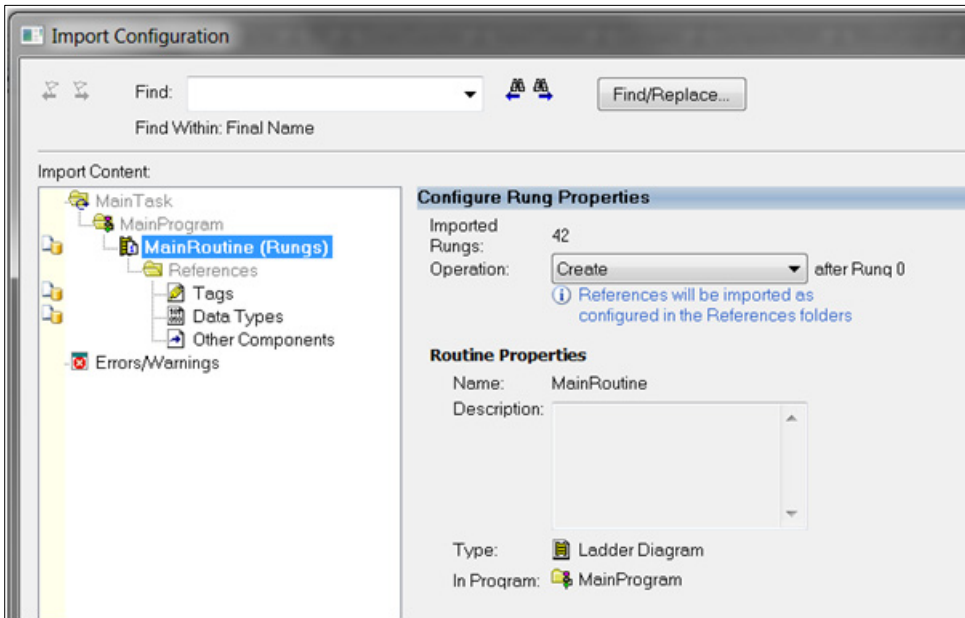 Import Configuration
Find:
Find/Replace...
Find Within: Final Name
Import Content:
MainTask
MainProgram
MainRoutine (Rungs)
References
Tags
Data Types
Other Components
Errors/Warnings
Configure Rung Properties
Imported
Rungs:
42
Operation:
Create
after Rung 0
References will be imported as
configured in the References folders
Routine Properties
Name:
MainRoutine
Description:
Type:
Ladder Diagram
In Program:
MainProgram